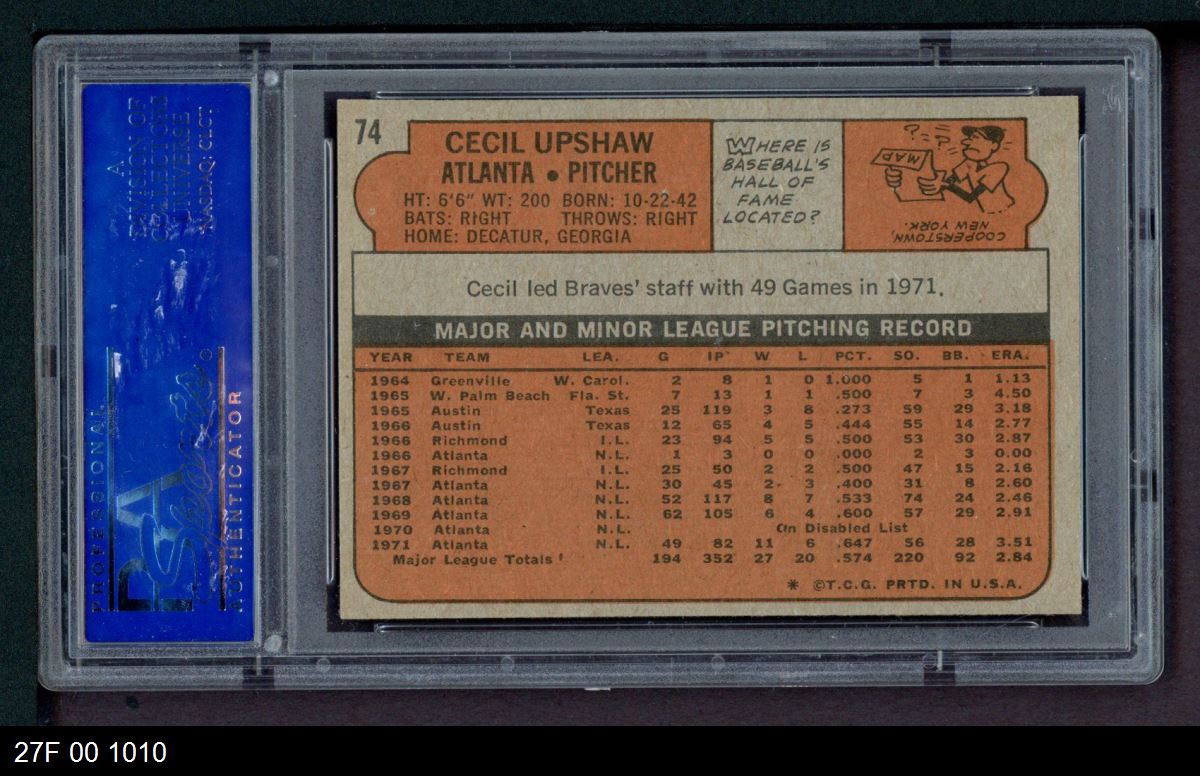 A
DIVISION OF
COLLECTORS
UNIVERSE
NASDAQ: CLCT
PROFESSIONAL
PSA
Sports
AUTHENTICATOR
74
CECIL UPSHAW
ATLANTA • PITCHER
HT: 6'6" WT: 200 BORN: 10-22-42
BATS: RIGHT THROWS: RIGHT
HOME: DECATUR, GEORGIA
WHERE IS
BASEBALL'S
HALL OF
FAME
LOCATED?
? ?
MAP
COOPERSTOWN,
NEW YORK.
Cecil led Braves' staff with 49 Games in 1971.
MAJOR AND MINOR LEAGUE PITCHING RECORD
YEAR TEAM LEA. G IP W L PCT. SO. BB. ERA.
1964 Greenville W. Carol. 2 8 1 0 1.000 5 1 1.13
1965 W. Palm Beach Fla. St. 7 13 1 1 .500 7 3 4.50
1965 Austin Texas 25 119 3 8 .273 59 29 3.18
1966 Austin Texas 12 65 4 5 .444 55 14 2.77
1966 Richmond I.L. 23 94 5 5 .500 53 30 2.87
1966 Atlanta N.L. 1 3 0 0 .000 2 3 0.00
1967 Richmond I.L. 25 50 2 2 .500 47 15 2.16
1967 Atlanta N.L. 30 45 2 3 .400 31 8 2.60
1968 Atlanta N.L. 52 117 8 7 .533 74 24 2.46
1969 Atlanta N.L. 62 105 6 4 .600 57 29 2.91
1970 Atlanta N.L. On Disabled List
1971 Atlanta N.L. 49 82 11 6 .647 56 28 3.51
Major League Totals 194 352 27 20 .574 220 92 2.84
* ©T.C.G. PRTD. IN U.S.A.
27F 00 1010